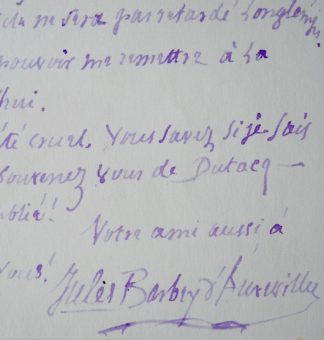 ne sera pas retardé longtemps.
pouvoir me remettre à la
hui.
été cruel. Vous savez si je sais
souvenez vous de Dutacq —
ublié!!
Votre ami aussi à
vous!
Jules Barbey d'Aurevilly